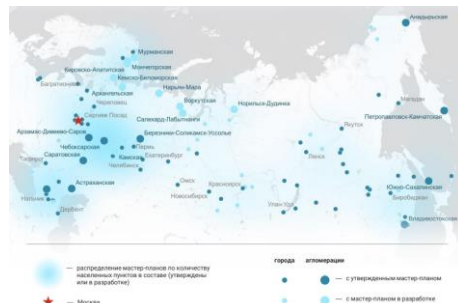 Анадырьская
Мурманская
Мончегорская
Кировско-Апатитская
Кемско-Беломорская
Нарьян-Мара
Архангельская
Воркутинская
Череповец
Норильск-Дудинка
Сергиев Посад
Салехард-Лабытнанги
Магадан
Петропавловск-Камчатская
Арзамас-Дивеево-Саров
Березники-Соликамск-Усолье
Якутск
Чебоксарская
Пермь
Саратовская
Камская
Екатеринбург
Ленск
Челябинск
Астраханская
Омск
Красноярск
Южно-Сахалинская
Нальчик
Новосибирск
Биробиджан
Дербент
Улан-Удэ
Владивостокская
города агломерации
— распределение мастер-планов по количеству
населенных пунктов в составе (утверждены
или в разработке)
— с утвержденным мастер-планом
— Москва
— с мастер-планом в разработке